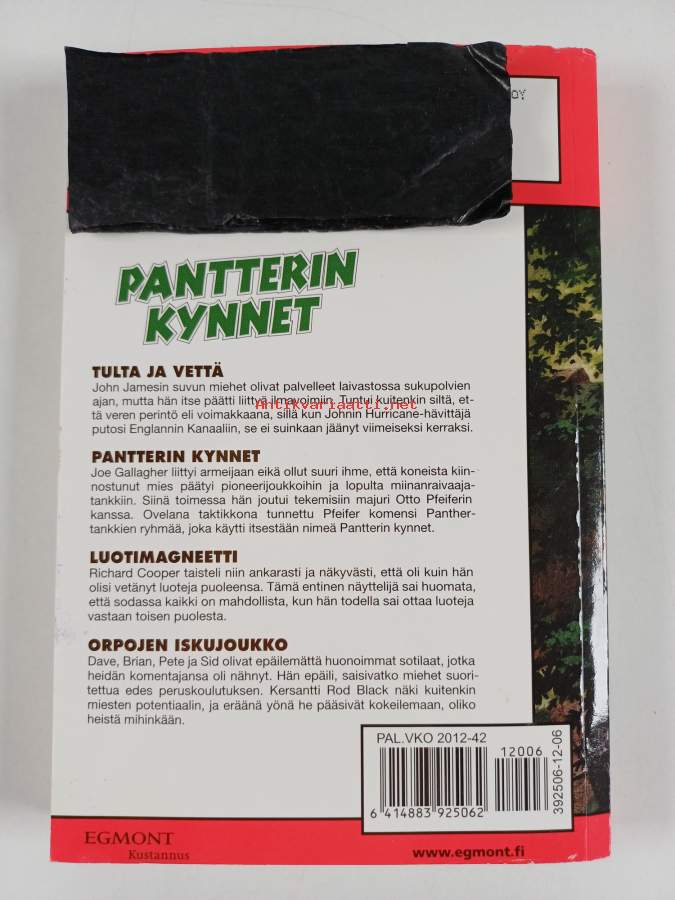 OY
PANTTERIN
KYNNET
TULTA JA VETTÄ
John Jamesin suvun miehet olivat palvelleet laivastossa sukupolvien
ajan, mutta hän itse päätti liittyä ilmavoimiin. Tuntui kuitenkin siltä, et-
tä veren perintö eli voimakkaana, sillä kun Johnin Hurricane-hävittäjä
putosi Englannin Kanaaliin, se ei suinkaan jäänyt viimeiseksi kerraksi.
Antikvariaatti.net
PANTTERIN KYNNET
Joe Gallagher liittyi armeijaan eikä ollut suuri ihme, että koneista kiin-
nostunut mies päätyi pioneerijoukkoihin ja lopulta miinanraivaaja-
tankkiin. Siinä toimessa hän joutui tekemisiin majuri Otto Pfeiferin
kanssa. Ovelana taktikkona tunnettu Pfeifer komensi Panther-
tankkien ryhmää, joka käytti itsestään nimeä Pantterin kynnet.
LUOTIMAGNEETTI
Richard Cooper taisteli niin ankarasti ja näkyvästi, että oli kuin hän
olisi vetänyt luoteja puoleensa. Tämä entinen näyttelijä sai huomata,
että sodassa kaikki on mahdollista, kun hän todella sai ottaa luoteja
vastaan toisen puolesta.
ORPOJEN ISKUJOUKKO
Dave, Brian, Pete ja Sid olivat epäilemättä huonoimmat sotilaat, jotka
heidän komentajansa oli nähnyt. Hän epäili, saisivatko miehet suori-
tettua edes peruskoulutuksen. Kersantti Rod Black näki kuitenkin
miesten potentiaalin, ja eräänä yönä he pääsivät kokeilemaan, oliko
heistä mihinkään.
PAL.VKO 2012-42
12006
6 414883 925062
392506-12-06
EGMONT
Kustannus
www.egmont.fi